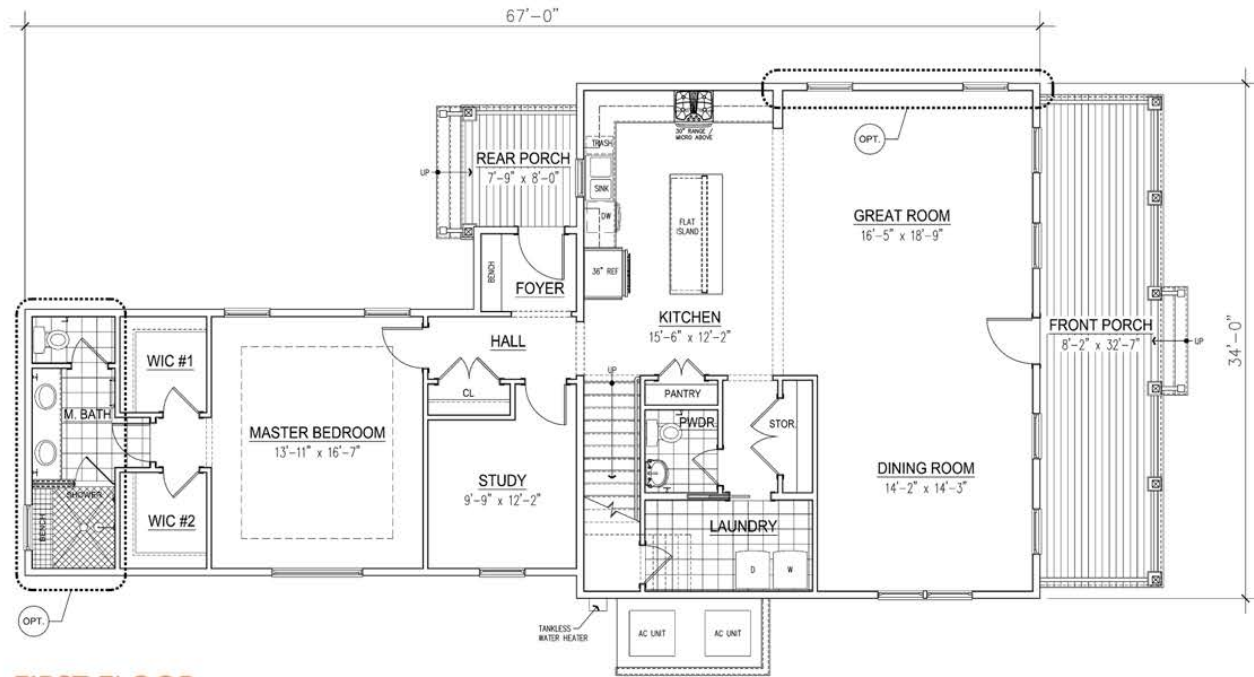 67'-0"
30" RANGE /
MICRO ABOVE
OPT.
TRASH
REAR PORCH
7'-9" x 8'-0"
UP
SINK
DW
FLAT
ISLAND
GREAT ROOM
16'-5" x 18'-9"
BENCH
FOYER
36" REF
KITCHEN
15'-6" x 12'-2"
FRONT PORCH
8'-2" x 32'-7"
UP
34'-0"
HALL
WIC #1
UP
CL
PANTRY
M. BATH
MASTER BEDROOM
13'-11" x 16'-7"
PWDR.
STOR.
STUDY
9'-9" x 12'-2"
DINING ROOM
14'-2" x 14'-3"
SHOWER
BENCH
WIC #2
LAUNDRY
D
W
OPT.
TANKLESS
WATER HEATER
AC UNIT
AC UNIT
FIRST FLOOR